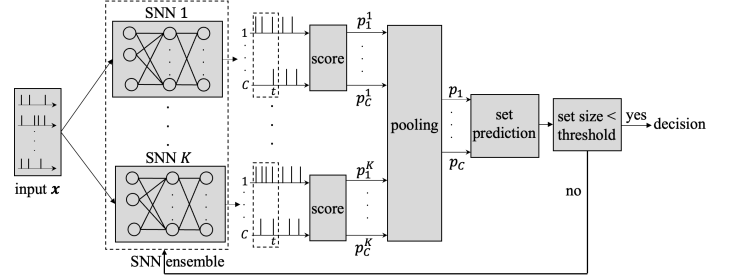 SNN 1
1
C
t
score
p_1^1
p_C^1
input x
pooling
p_1
p_C
set
prediction
set size <
threshold
yes
decision
no
SNN K
1
C
t
score
p_1^K
p_C^K
SNN ensemble